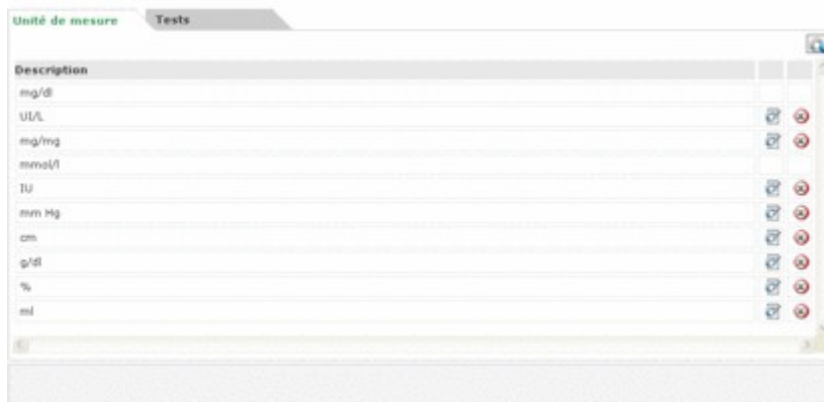 Unité de mesure Tests
Description
mg/dl
UI/L
mg/mg
mmol/l
IU
mm Hg
cm
g/dl
%
ml